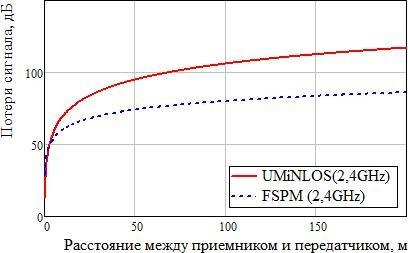 Потери сигнала, дБ
100
50
0
0
50
100
150
UMiNLOS(2,4GHz)
FSPM (2,4GHz)
Расстояние между приемником и передатчиком, м